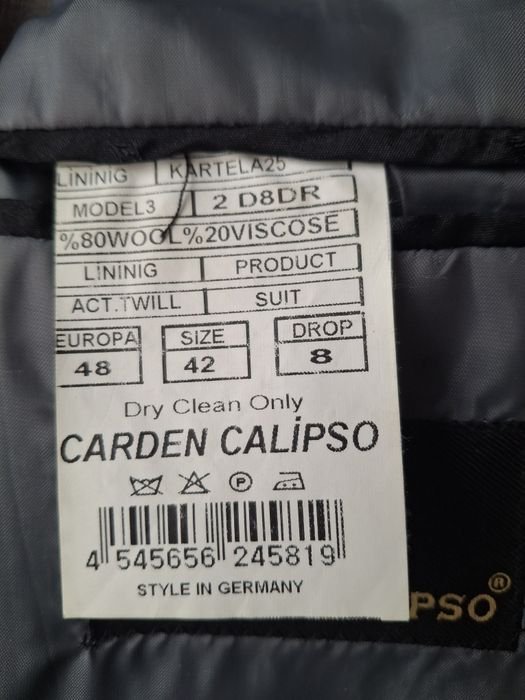 LININIG KARTELA25
MODEL3 2 D8DR
%80WOOL%20VISCOSE
LININIG PRODUCT
ACT.TWILL SUIT
EUROPA SIZE DROP
48 42 8
Dry Clean Only
CARDEN CALİPSO
P
4 545656 245819
STYLE IN GERMANY
PSO®